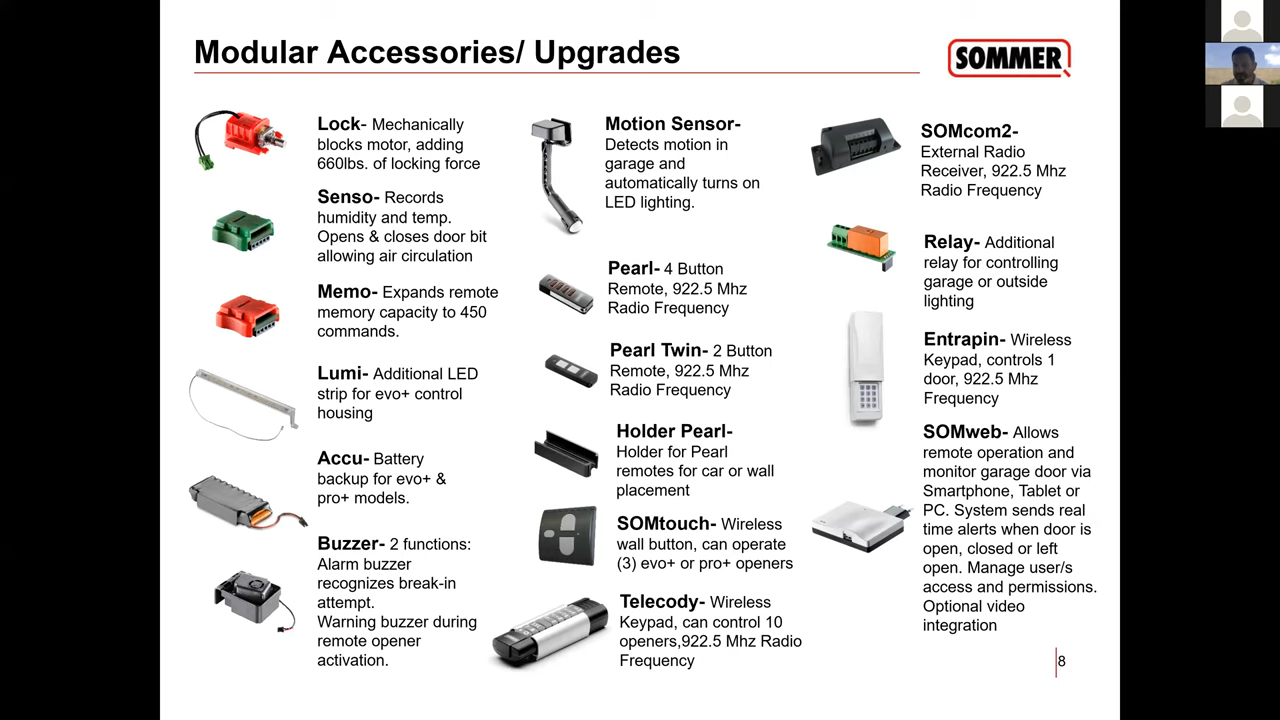 Modular Accessories/ Upgrades
SOMMER
Lock- Mechanically
blocks motor, adding
660lbs. of locking force
Senso- Records
humidity and temp.
Opens & closes door bit
allowing air circulation
Memo- Expands remote
memory capacity to 450
commands.
Lumi- Additional LED
strip for evo+ control
housing
Accu- Battery
backup for evo+ &
pro+ models.
Buzzer- 2 functions:
Alarm buzzer
recognizes break-in
attempt.
Warning buzzer during
remote opener
activation.
Motion Sensor-
Detects motion in
garage and
automatically turns on
LED lighting.
Pearl- 4 Button
Remote, 922.5 Mhz
Radio Frequency
Pearl Twin- 2 Button
Remote, 922.5 Mhz
Radio Frequency
Holder Pearl-
Holder for Pearl
remotes for car or wall
placement
SOMtouch- Wireless
wall button, can operate
(3) evo+ or pro+ openers
Telecody- Wireless
Keypad, can control 10
openers,922.5 Mhz Radio
Frequency
SOMcom2-
External Radio
Receiver, 922.5 Mhz
Radio Frequency
Relay- Additional
relay for controlling
garage or outside
lighting
Entrapin- Wireless
Keypad, controls 1
door, 922.5 Mhz
Frequency
SOMweb- Allows
remote operation and
monitor garage door via
Smartphone, Tablet or
PC. System sends real
time alerts when door is
open, closed or left
open. Manage user/s
access and permissions.
Optional video
integration
8